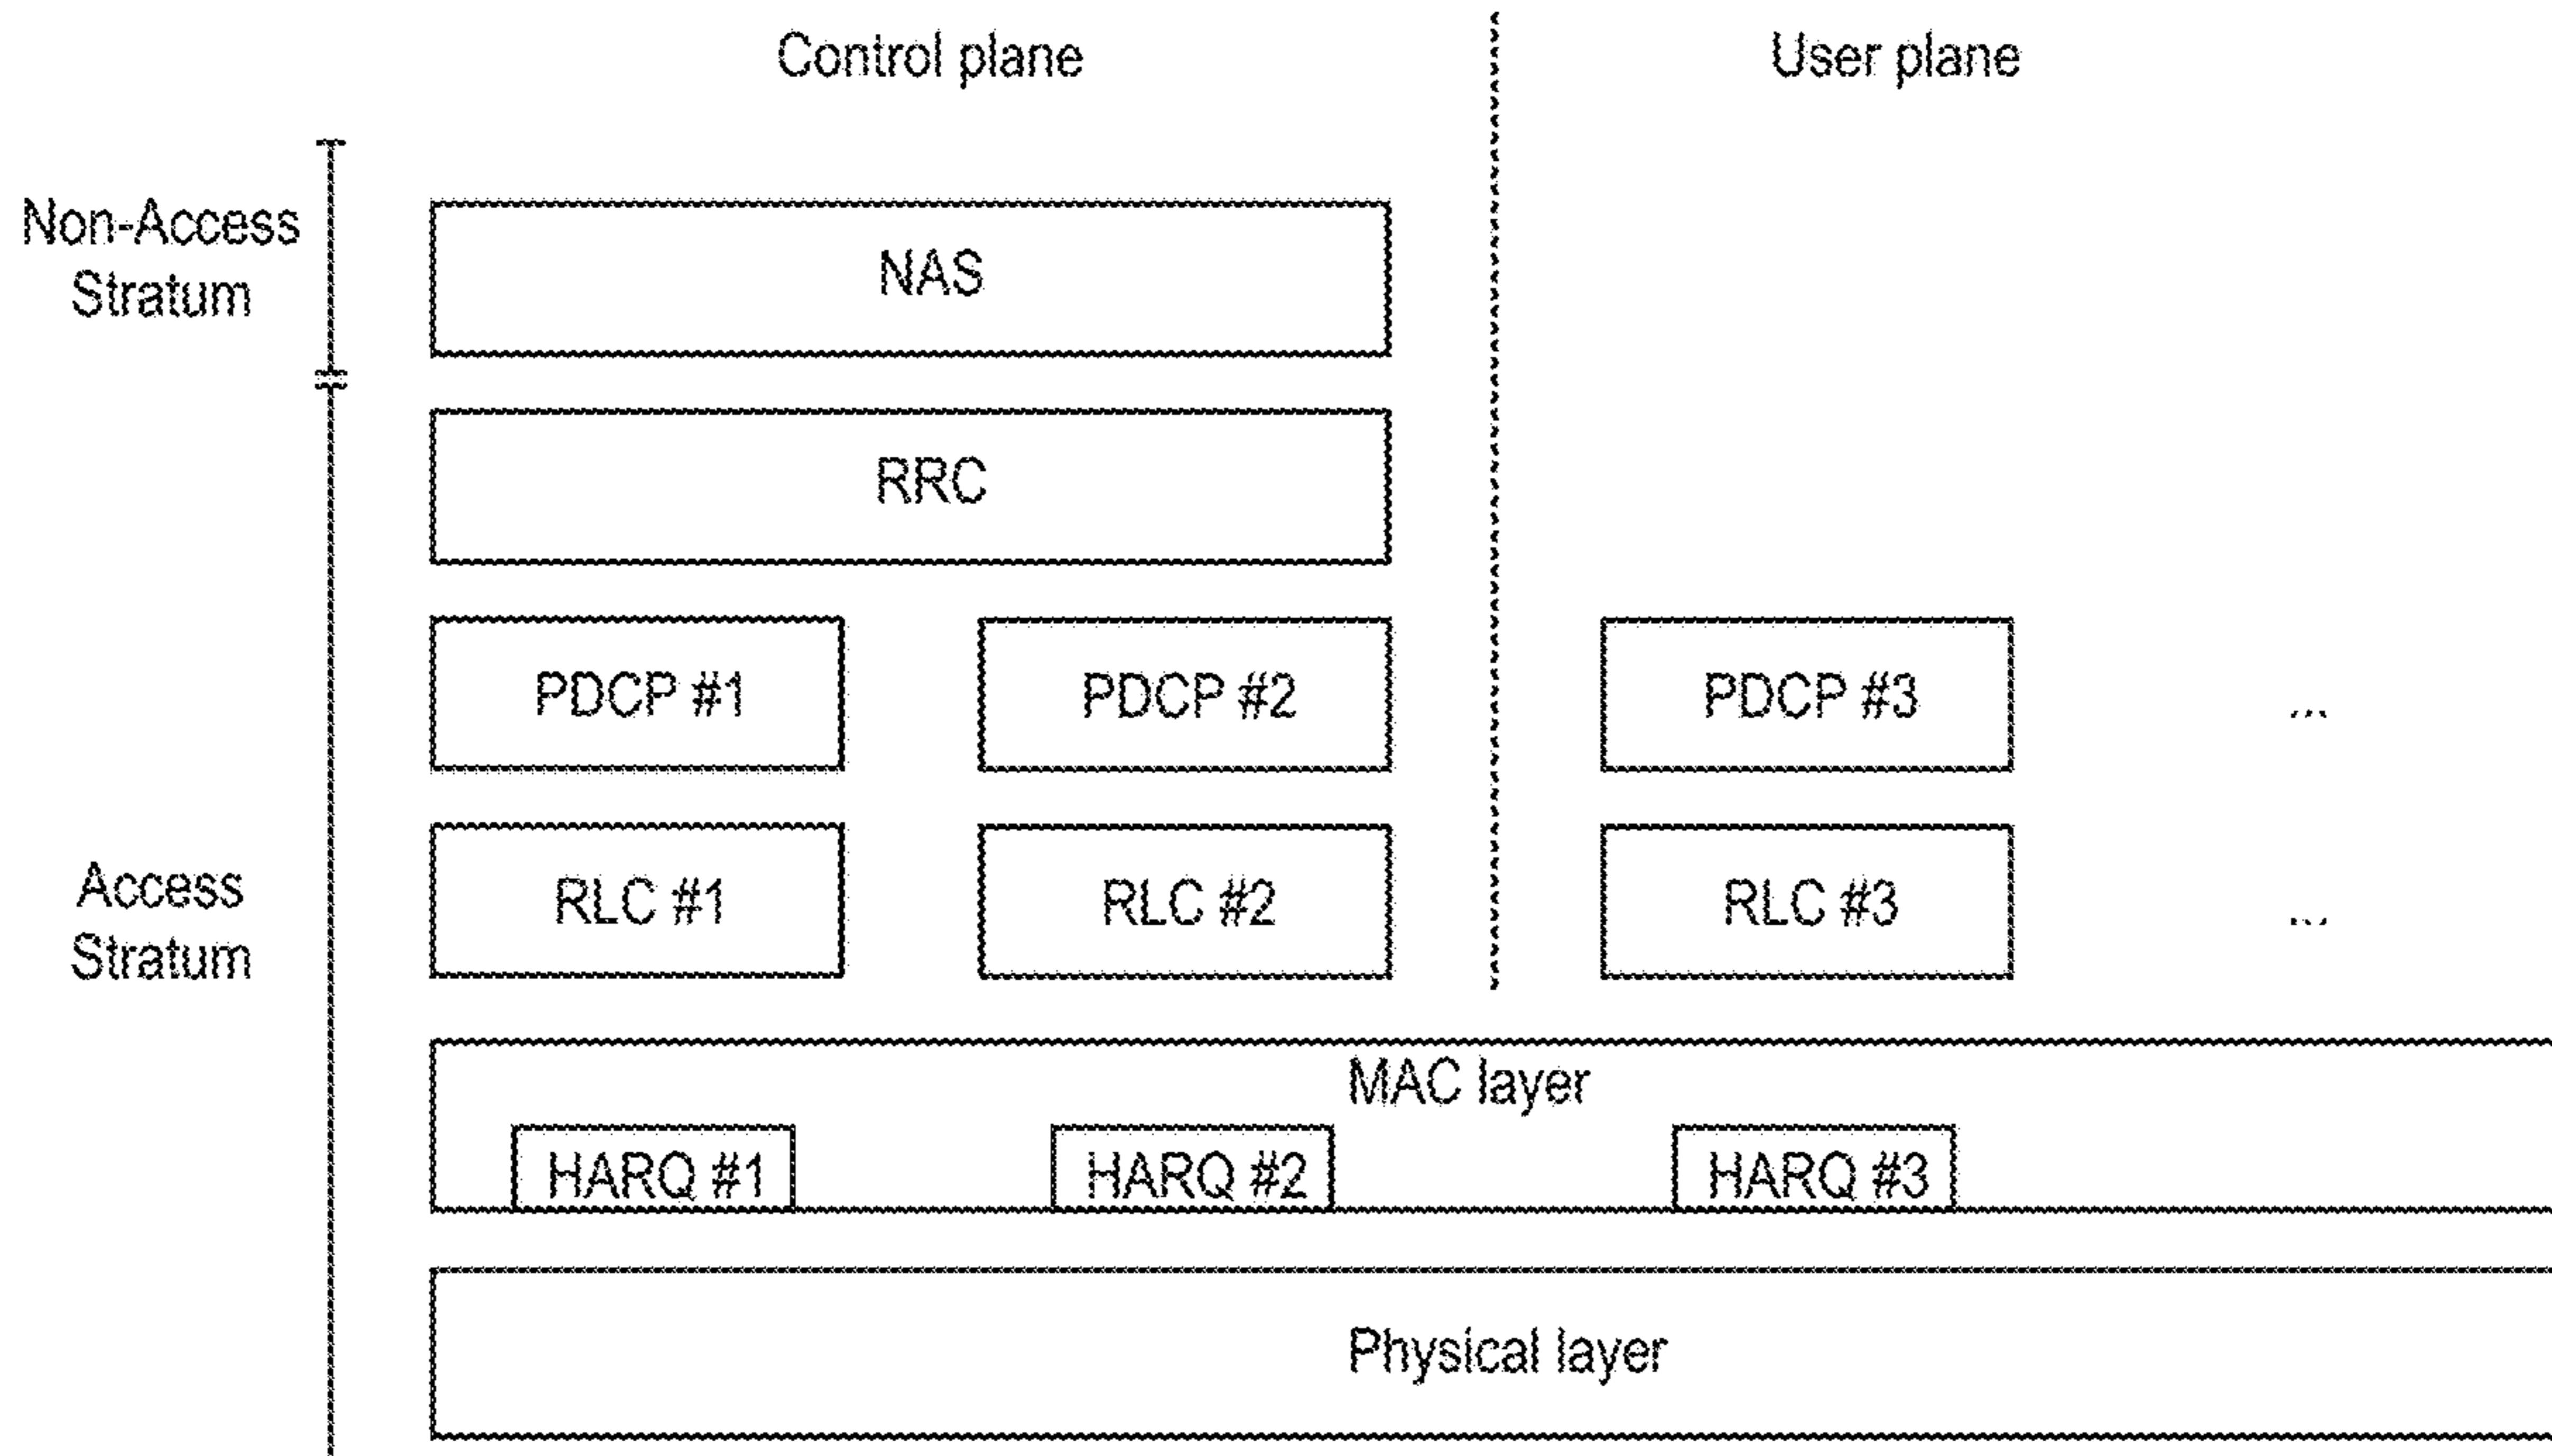 Control plane
User plane
Non-Access
Stratum
NAS
RRC
PDCP #1
PDCP #2
PDCP #3
...
Access
Stratum
RLC #1
RLC #2
RLC #3
...
MAC layer
HARQ #1
HARQ #2
HARQ #3
Physical layer